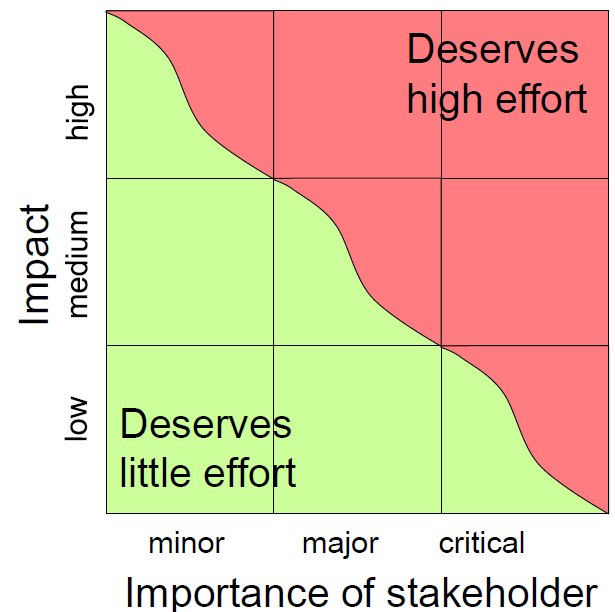 Deserves
high effort
high
Impact
medium
low
Deserves
little effort
minor major critical
Importance of stakeholder